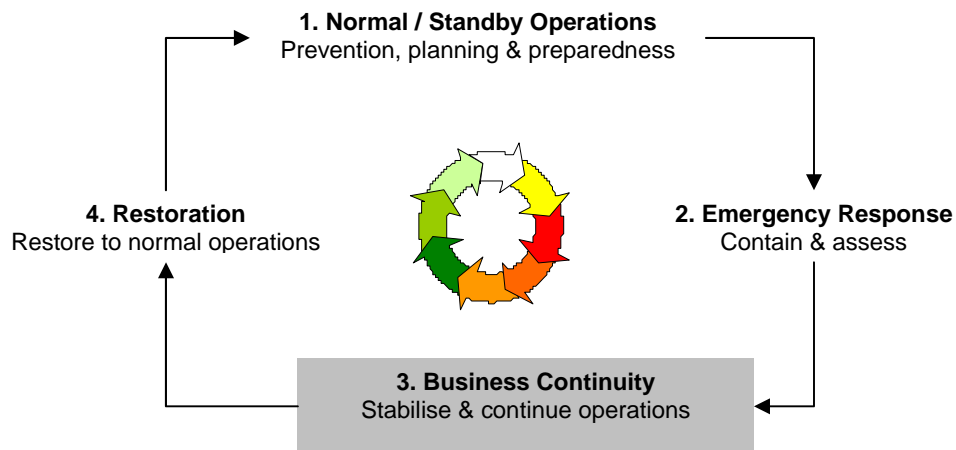 1. Normal / Standby Operations
Prevention, planning & preparedness
2. Emergency Response
Contain & assess
3. Business Continuity
Stabilise & continue operations
4. Restoration
Restore to normal operations